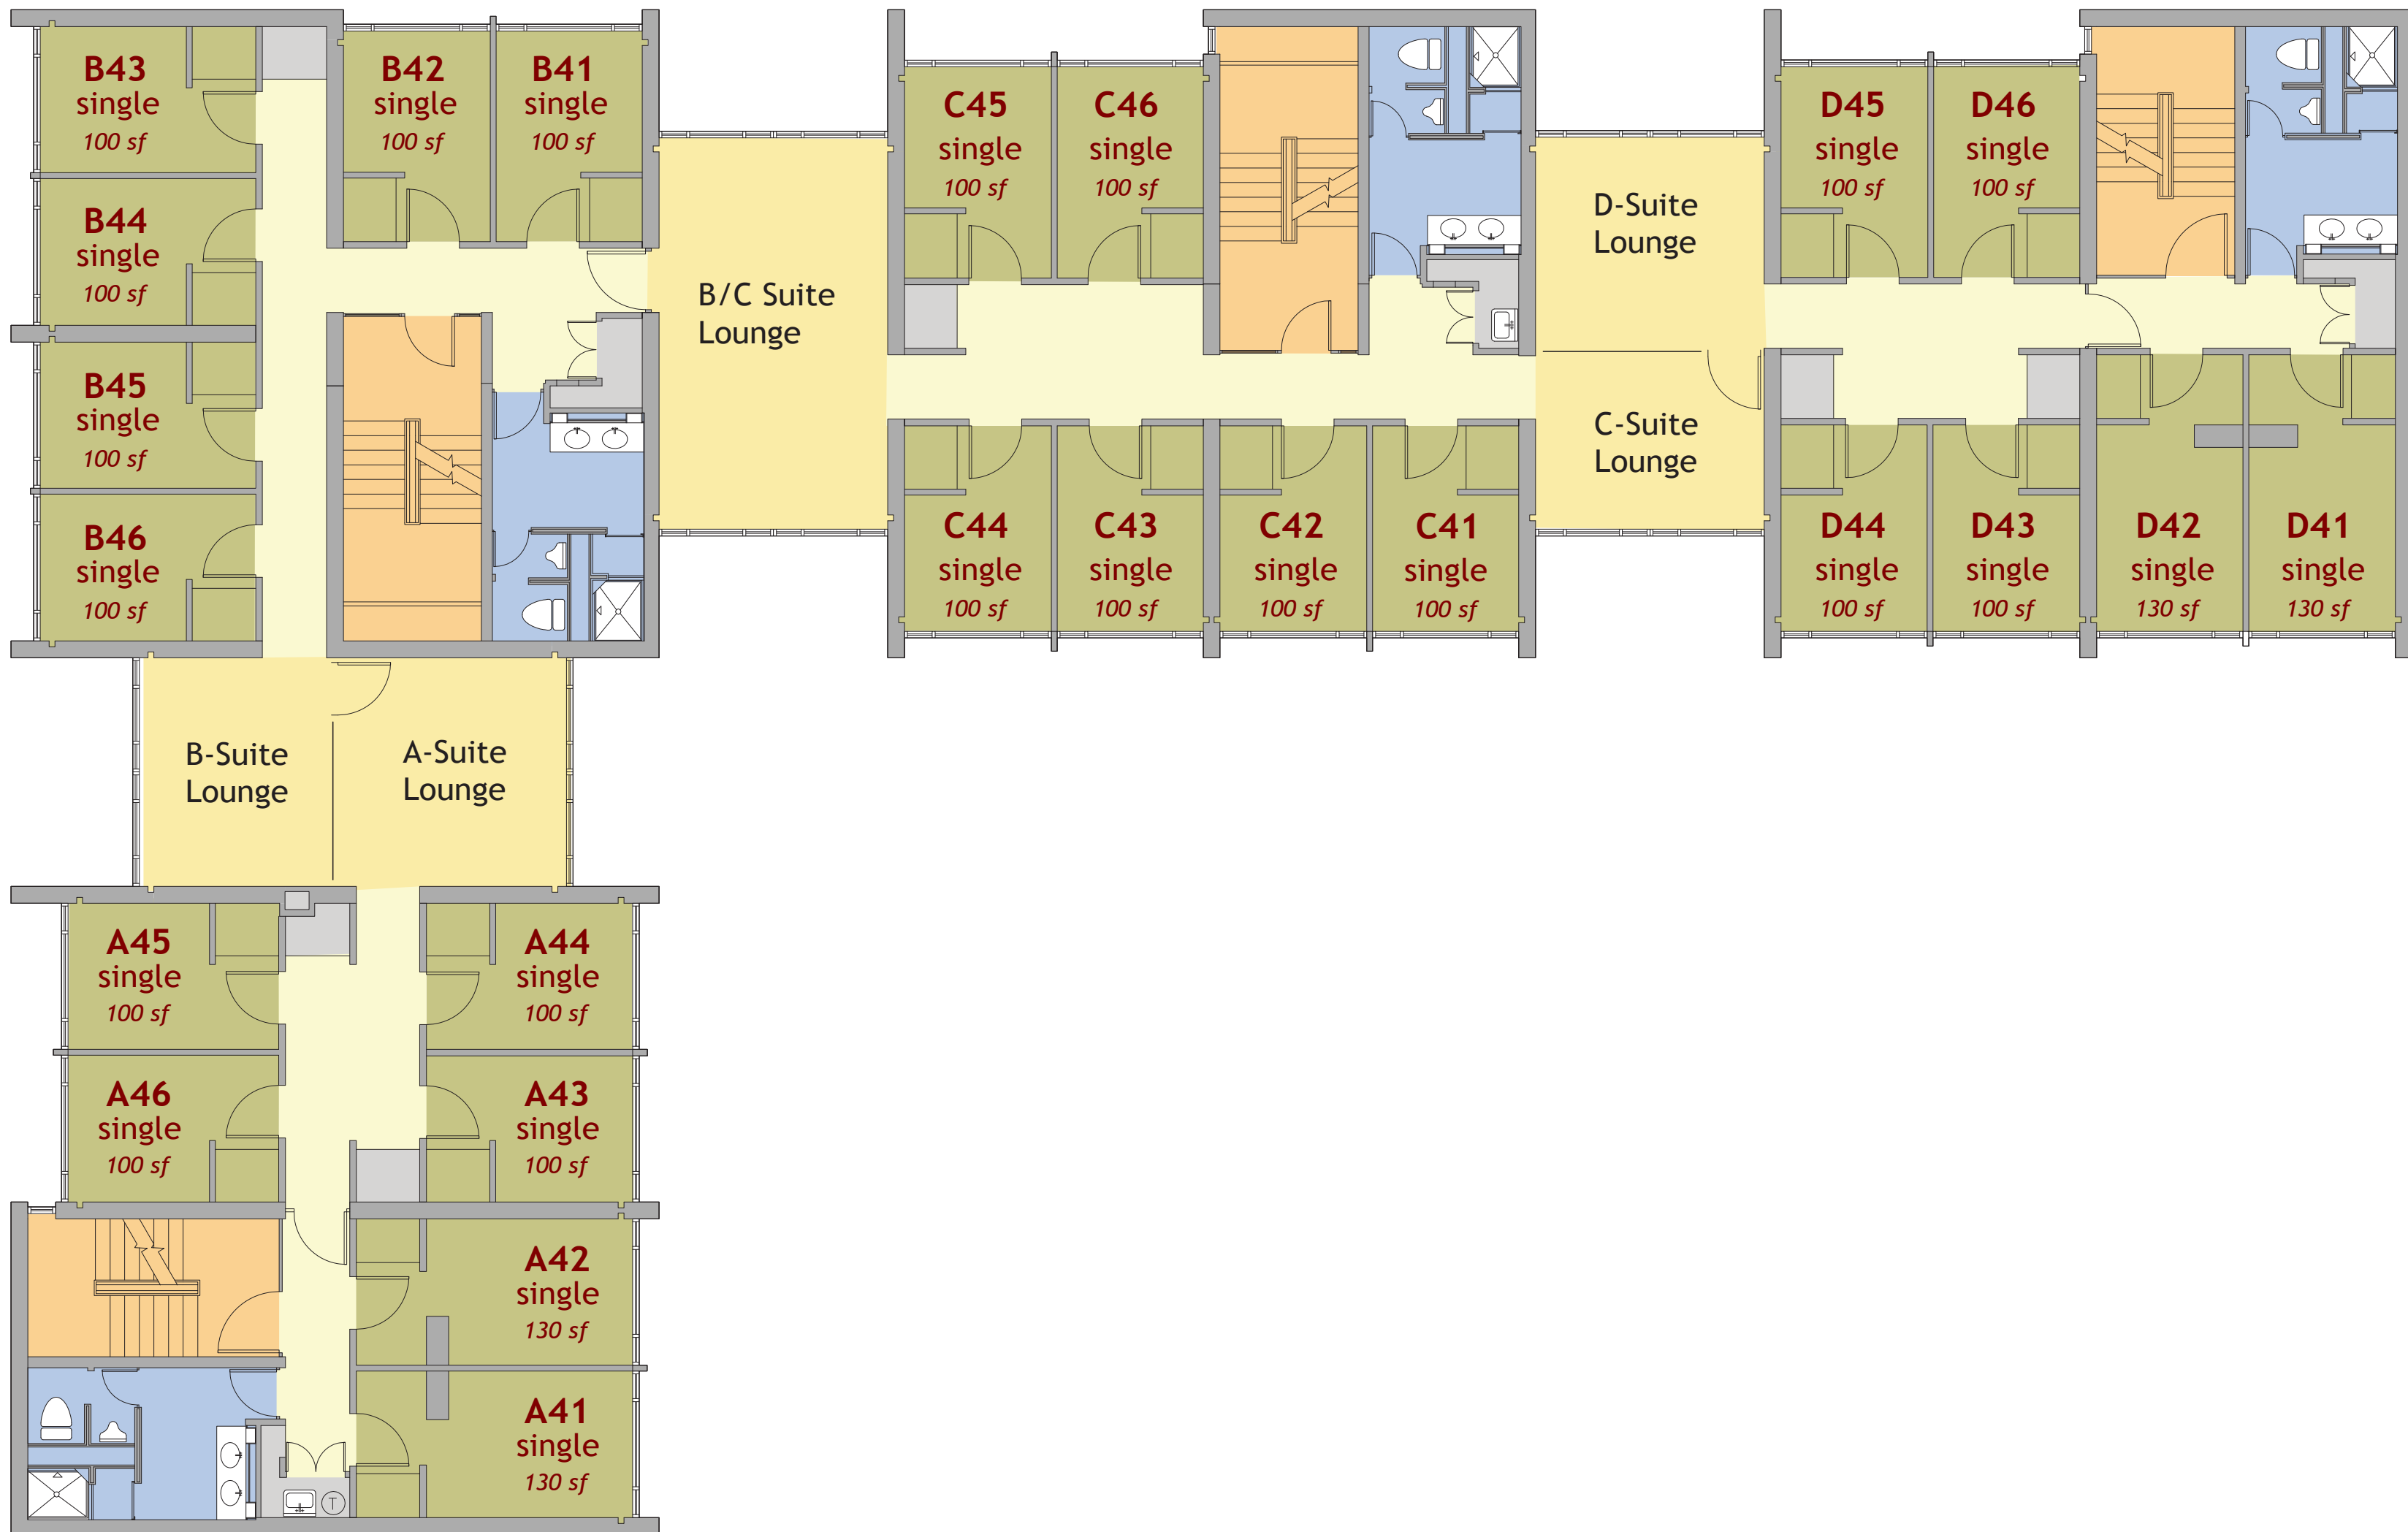 B43
single
100 sf
B42
single
100 sf
B41
single
100 sf
C45
single
100 sf
C46
single
100 sf
D45
single
100 sf
D46
single
100 sf
B44
single
100 sf
D-Suite
Lounge
B/C Suite
Lounge
B45
single
100 sf
C-Suite
Lounge
B46
single
100 sf
C44
single
100 sf
C43
single
100 sf
C42
single
100 sf
C41
single
100 sf
D44
single
100 sf
D43
single
100 sf
D42
single
130 sf
D41
single
130 sf
B-Suite
Lounge
A-Suite
Lounge
A45
single
100 sf
A44
single
100 sf
A46
single
100 sf
A43
single
100 sf
A42
single
130 sf
A41
single
130 sf
T